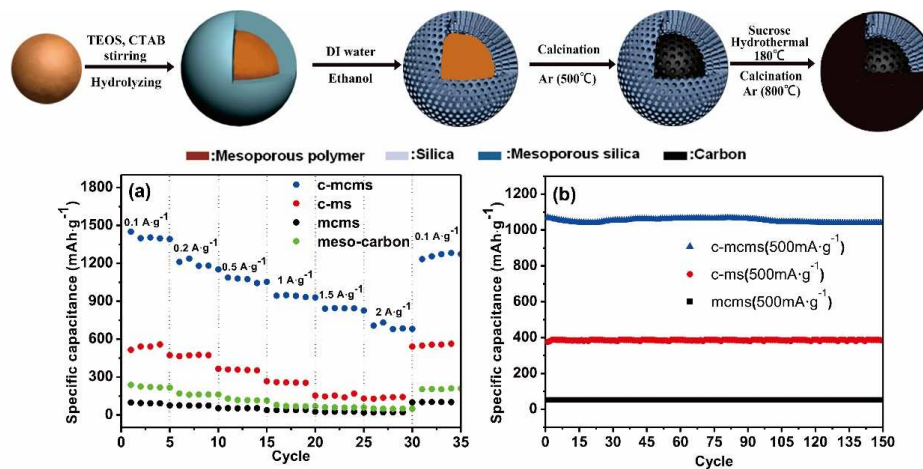 TEOS, CTAB
stirring
Hydrolyzing
DI water
Ethanol
Calcination
Ar (500℃)
Sucrose
Hydrothermal
180℃
Calcination
Ar (800℃)
:Mesoporous polymer :Silica :Mesoporous silica :Carbon
(a)
c-mcms
c-ms
mcms
meso-carbon
0.1 A·g⁻¹
0.2 A·g⁻¹
0.5 A·g⁻¹
1 A·g⁻¹
1.5 A·g⁻¹
2 A·g⁻¹
0.1 A·g⁻¹
Specific capacitance (mAh·g⁻¹)
1800
1500
1200
900
600
300
0
0 5 10 15 20 25 30 35
Cycle
(b)
c-mcms(500mA·g⁻¹)
c-ms(500mA·g⁻¹)
mcms(500mA·g⁻¹)
Specific capacitance (mAh·g⁻¹)
1200
1000
800
600
400
200
0
0 15 30 45 60 75 90 105 120 135 150
Cycle